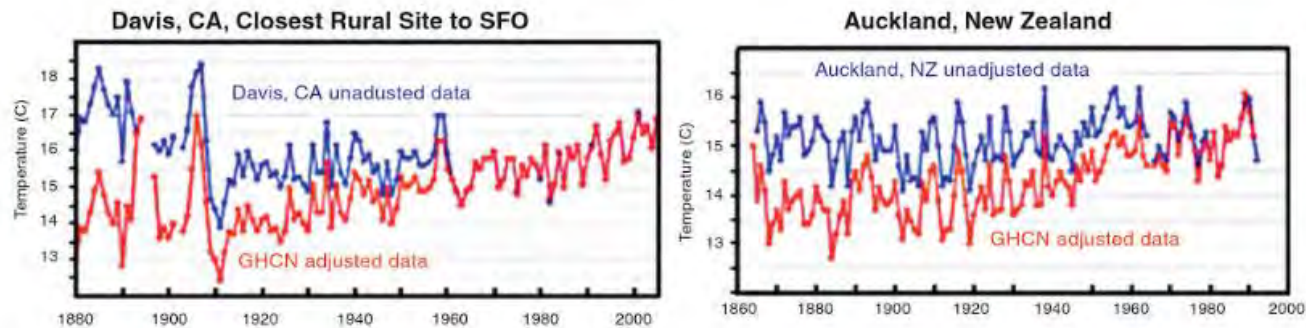 Davis, CA, Closest Rural Site to SFO
Temperature (C)
18
17
16
15
14
13
Davis, CA unadusted data
GHCN adjusted data
1880 1900 1920 1940 1960 1980 2000
Auckland, New Zealand
Temperature (C)
16
15
14
13
Auckland, NZ unadjusted data
GHCN adjusted data
1860 1880 1900 1920 1940 1960 1980 2000